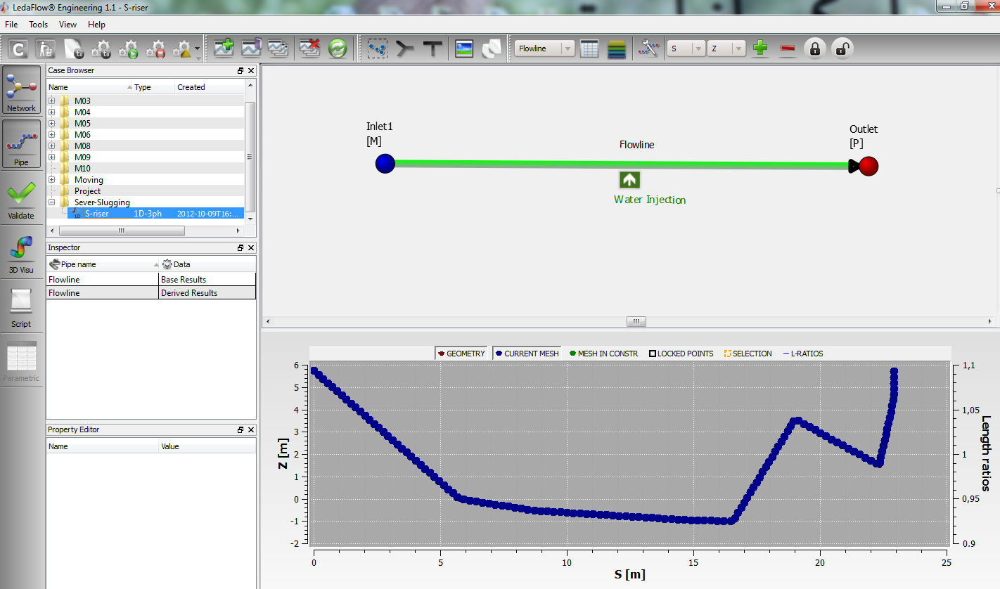 LedaFlow® Engineering 1.1 - S-riser
File Tools View Help
C to to Flowline S Z
Network
Pipe
Validate
3D Visu
Script
Parametric
Case Browser
Name Type Created
M03
M04
M05
M06
M08
M09
M10
Moving
Project
Sever-Slugging
1D S-riser 1D-3ph 2012-10-09T16:...
Inspector
Pipe name Data
Flowline Base Results
Flowline Derived Results
Property Editor
Name Value
Inlet1
[M]
Flowline
Water Injection
Outlet
[P]
GEOMETRY CURRENT MESH MESH IN CONSTR LOCKED POINTS SELECTION L-RATIOS
6
5
4
3
2
1
0
-1
-2
Z [m]
0 5 10 15 20 25
S [m]
1,1
1,05
1
0,95
0.9
Length ratios